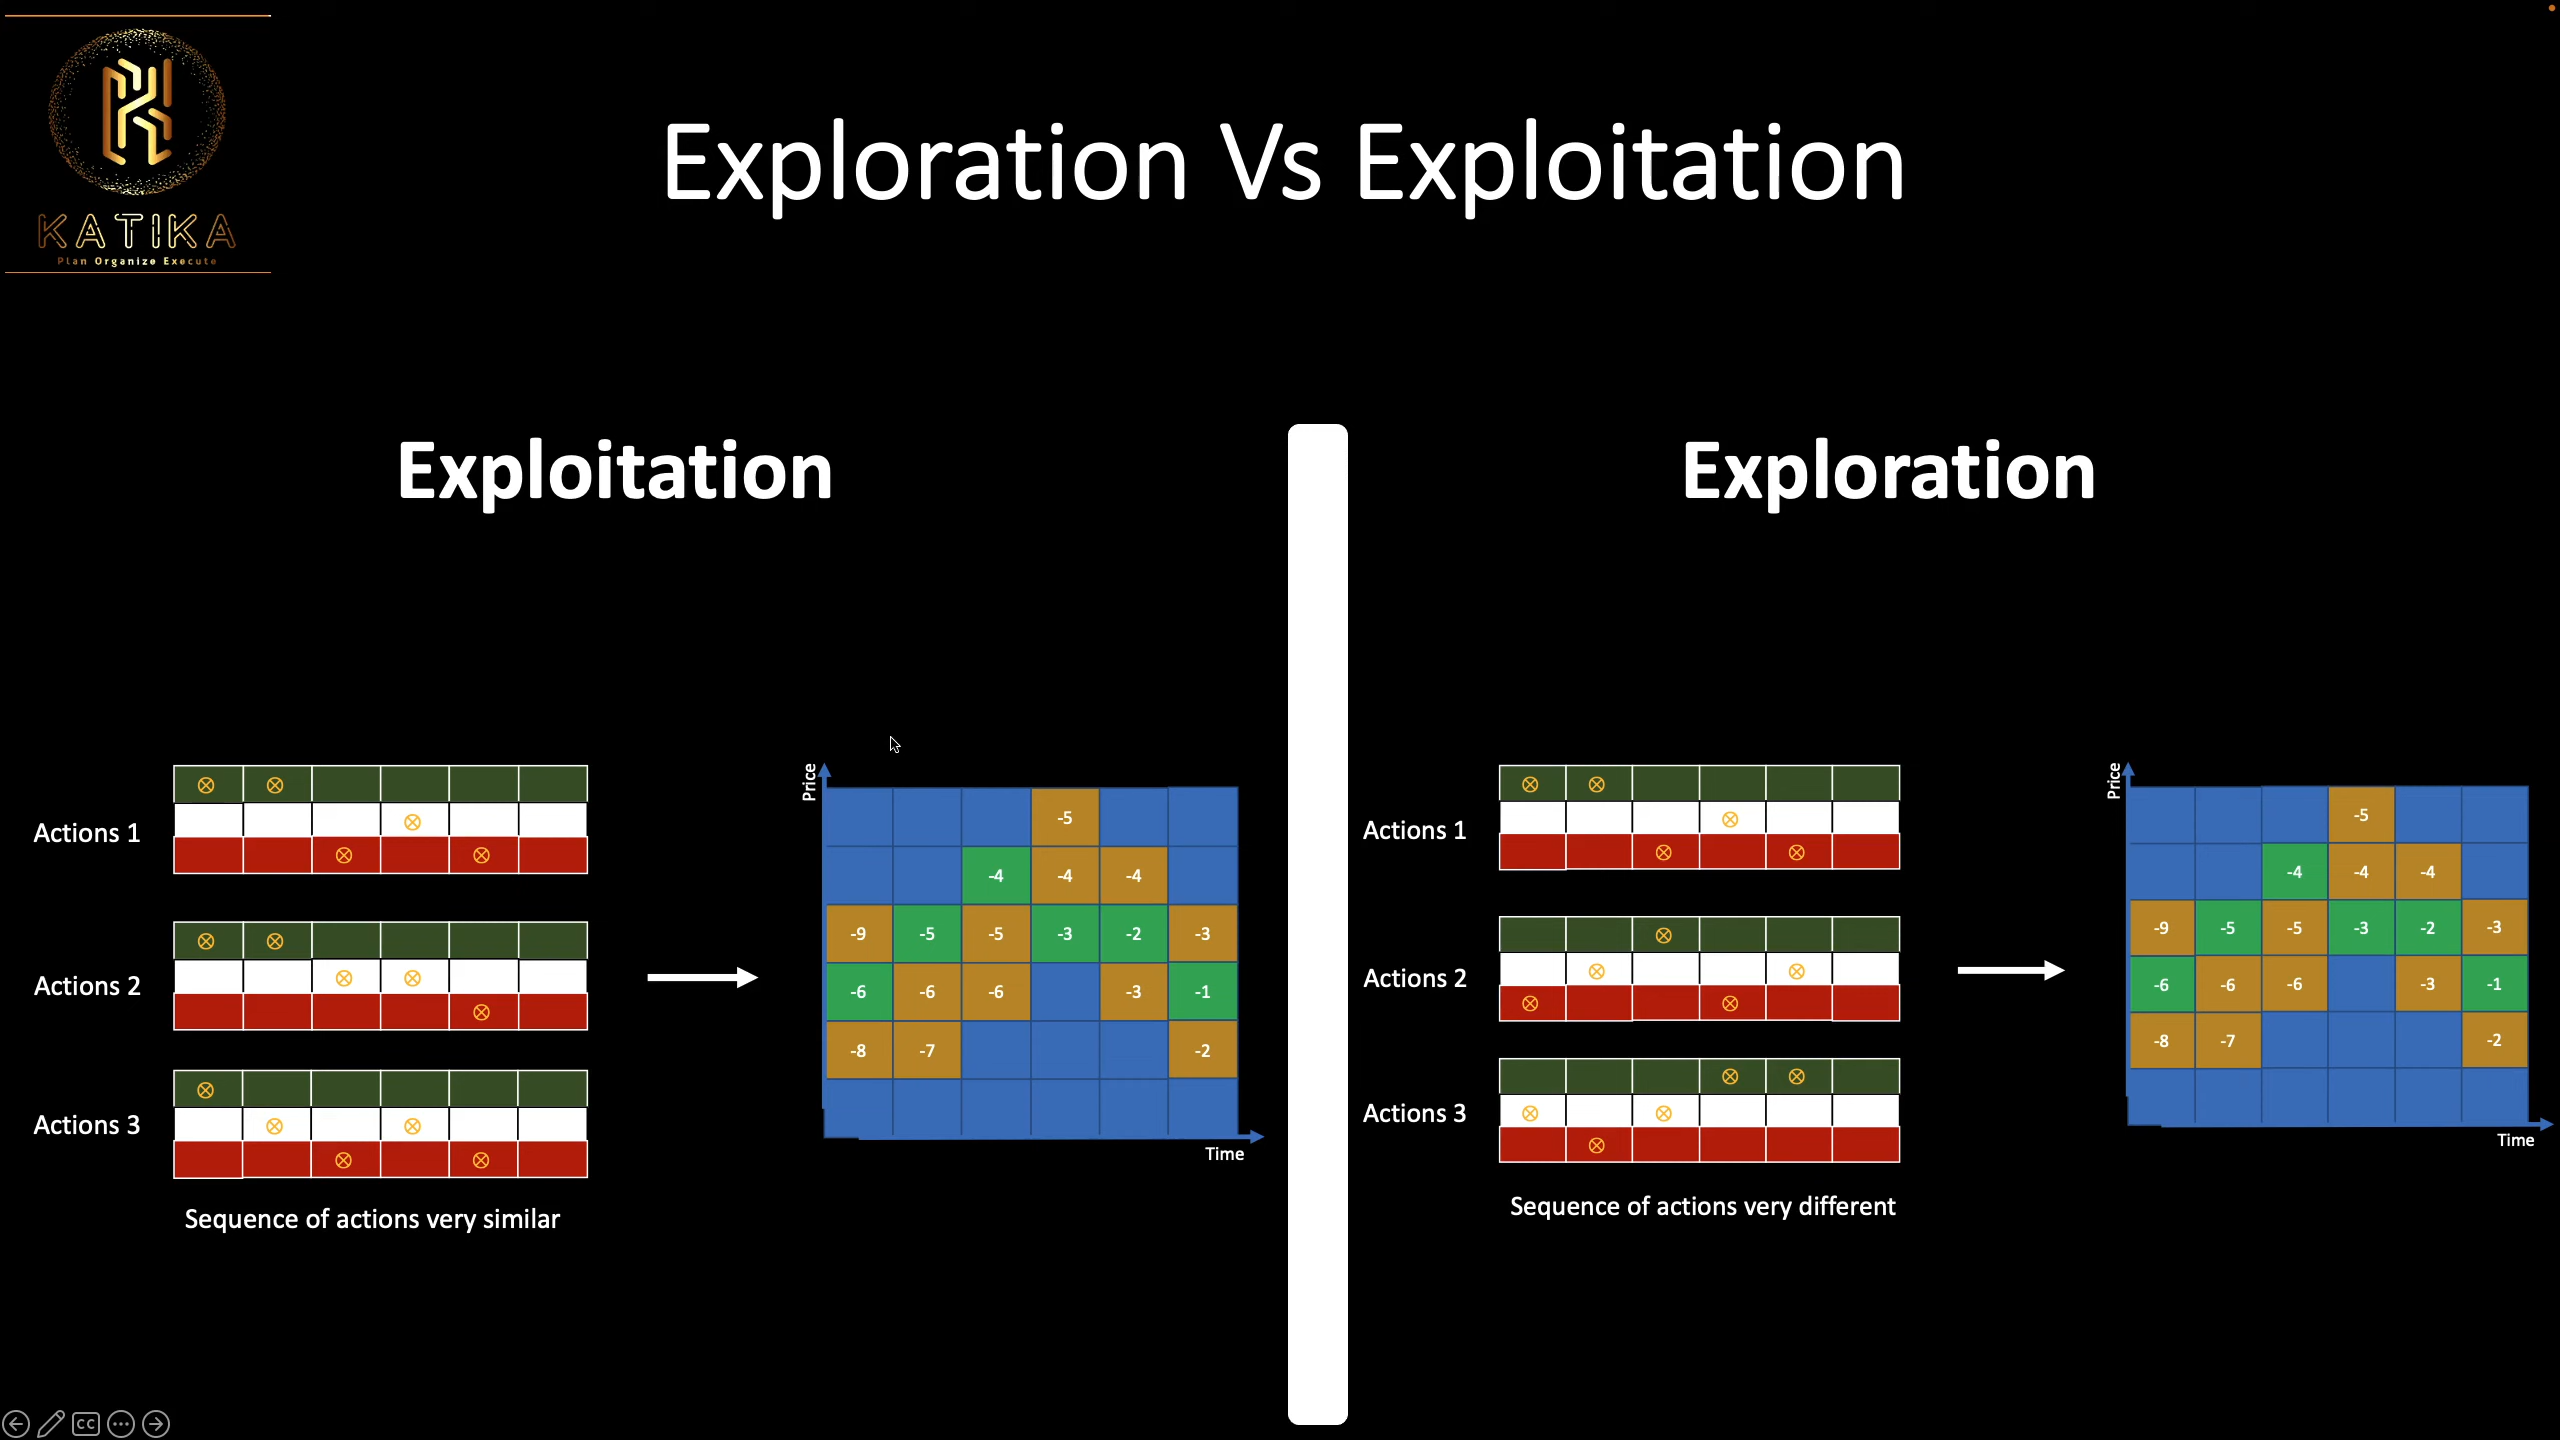 KATIKA
Plan Organize Execute
Exploration Vs Exploitation
Exploitation
Actions 1
Actions 2
Actions 3
Sequence of actions very similar
Price
-5
-4 -4 -4
-9 -5 -5 -3 -2 -3
-6 -6 -6 -3 -1
-8 -7 -2
Time
Exploration
Actions 1
Actions 2
Actions 3
Sequence of actions very different
Price
-5
-4 -4 -4
-9 -5 -5 -3 -2 -3
-6 -6 -6 -3 -1
-8 -7 -2
Time
CC